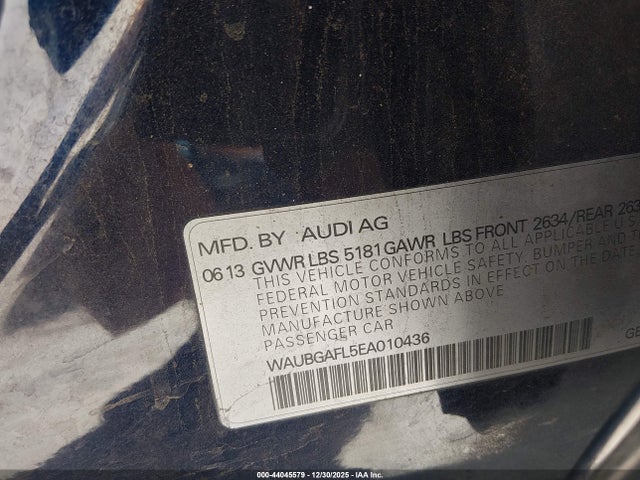 MFD. BY AUDI AG
06 13 GVWR LBS 5181 GAWR LBS FRONT 2634/REAR 263
THIS VEHICLE CONFORMS TO ALL APPLICABLE U.S
FEDERAL MOTOR VEHICLE SAFETY, BUMPER AND T
PREVENTION STANDARDS IN EFFECT ON THE DATE
MANUFACTURE SHOWN ABOVE
PASSENGER CAR
WAUBGAFL5EA010436
GE
000-44045579 12/30/2025 IAA Inc.